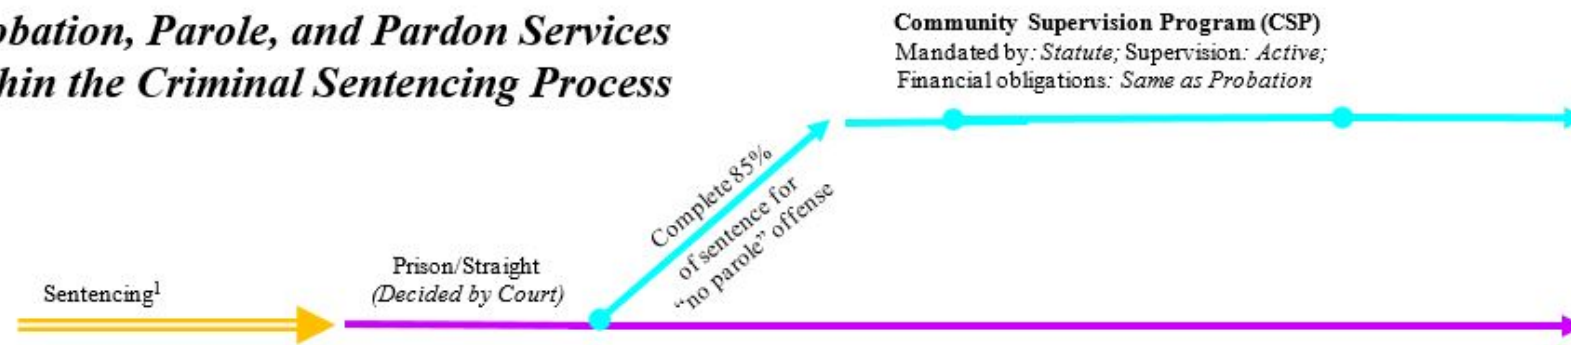 obation, Parole, and Pardon Services
hin the Criminal Sentencing Process
Community Supervision Program (CSP)
Mandated by: Statute; Supervision: Active;
Financial obligations: Same as Probation
Complete 85%
of sentence for
“no parole” offense
Prison/Straight
(Decided by Court)
Sentencing¹